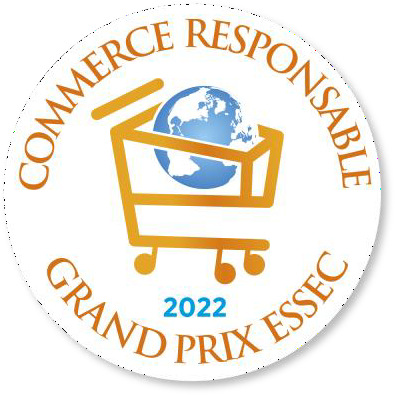 COMMERCE RESPONSABLE
2022
GRAND PRIX ESSEC